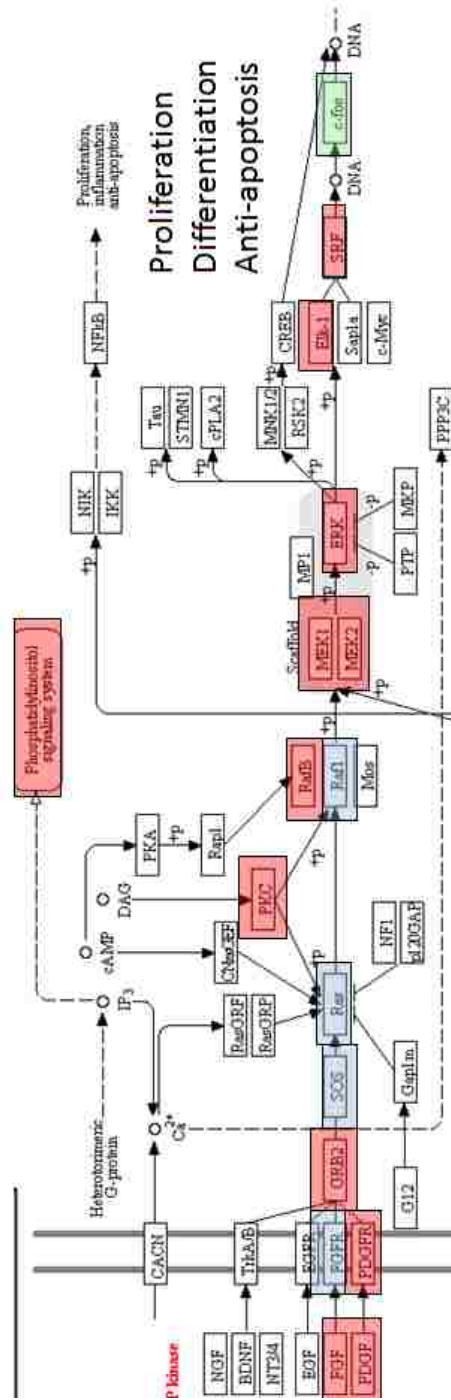 Heterotorimeric
G-protein
IP3
cAMP
DAG
Phosphatidylinositol
signaling system
Proliferation,
inflammation
anti-apoptosis
NFkB
NIK
IKK
+p
PKA
+p
Rap1
CACN
Ca2+
RasGRF
RasGRP
CNasGEF
PKC
Tau
STMN1
cPLA2
+p
+p
Proliferation
Differentiation
Anti-apoptosis
P kinase
NGF
BDNF
NT3/4
TrkA/B
EGF
FGF
PDGF
EGFR
FGFR
PDGFR
GRB2
SOS
Ras
+p
+p
RafB
Raf1
Mos
+p
+p
Scaffold
MEK1
MEK2
MP1
+p
ERK
+p
+p
MNK1/2
RSK2
+p
CREB
Elk-1
Sap1a
c-Myc
SRF
DNA
c-fos
DNA
G12
Gap1m
NF1
p120GAP
PTP
MKP
-p
-p
PPP3C